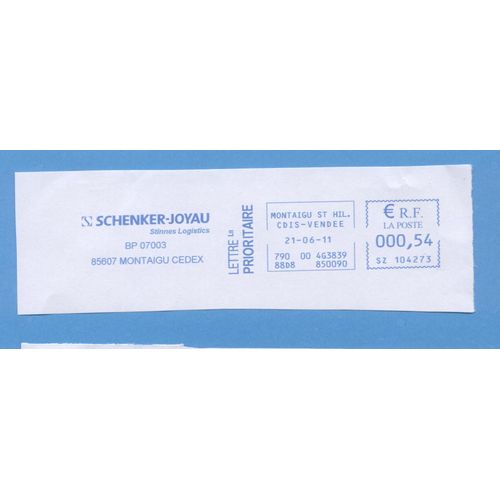 SCHENKER-JOYAU
Stinnes Logistics
BP 07003
85607 MONTAIGU CEDEX
LETTRE La
PRIORITAIRE
MONTAIGU ST HIL.
CDIS-VENDEE
21-06-11
790 00 4G3839
88D8 850090
€ R.F.
LA POSTE
000,54
SZ 104273